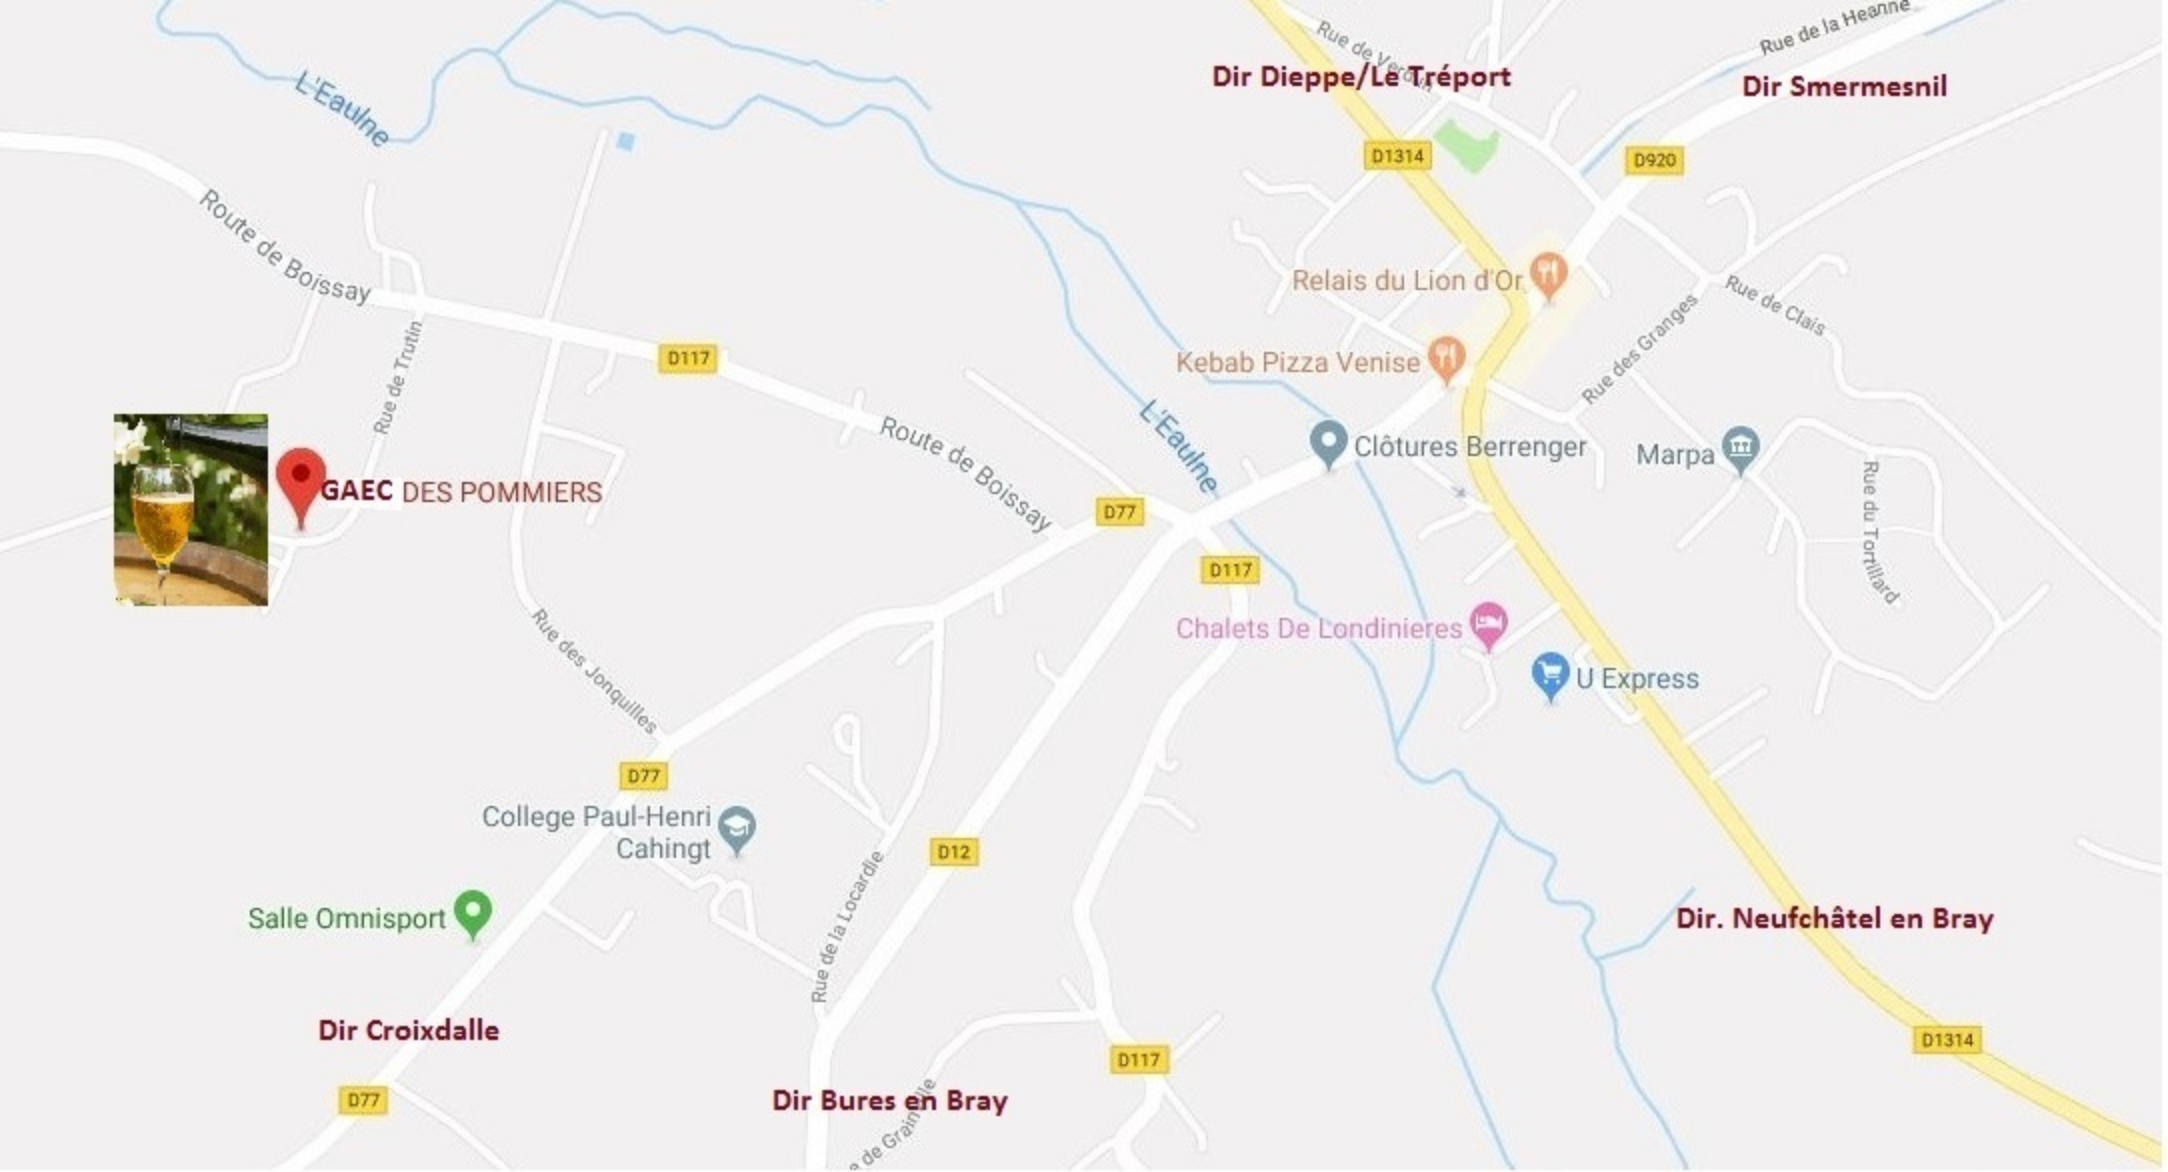 Rue de la Heanne
Rue de Verdun
Dir Dieppe/Le Tréport
Dir Smermesnil
L'Eaulne
D1314
D920
Route de Boissay
Relais du Lion d'Or
Rue de Clais
Rue de Trutin
D117
Kebab Pizza Venise
Rue des Granges
L'Eaulne
Route de Boissay
Clôtures Berrenger
Marpa
Rue du Tortillard
GAEC DES POMMIERS
D77
D117
Chalets De Londinieres
Rue des Jonquilles
U Express
D77
College Paul-Henri
Cahingt
D12
Rue de la Locardie
Salle Omnisport
Dir. Neufchâtel en Bray
Dir Croixdalle
D1314
D117
D77
Dir Bures en Bray
de Grainville